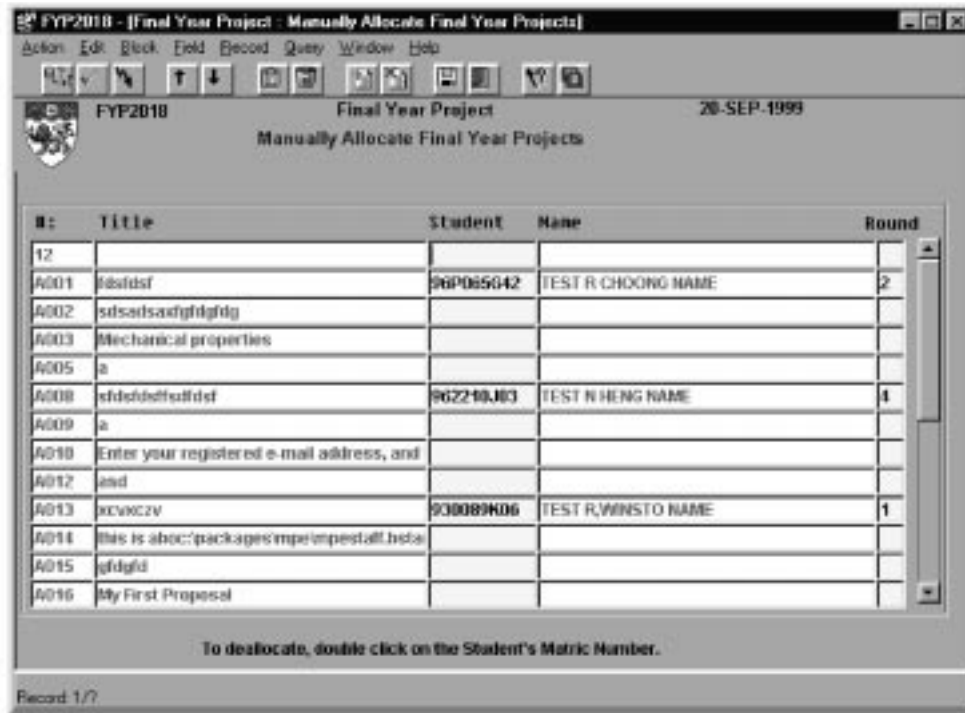 FYP2018 - [Final Year Project : Manually Allocate Final Year Projects]
Action Edit Block Field Record Query Window Help
FYP2018 Final Year Project 20-SEP-1999
Manually Allocate Final Year Projects
#: Title Student Name Round
12
A001 fdsfdsf 96P065G42 TEST R CHOONG NAME 2
A002 sdsadsaxfgfdgfdg
A003 Mechanical properties
A005 a
A008 962210J03 TEST N HENG NAME 4
A009 a
A010 Enter your registered e-mail address, and
A012 and
A013 xcvxczv 930089K06 TEST R,WINSTO NAME 1
A014 this is aboc:\packages\mpe\mpestaff.hsta
A015 gfdgfd
A016 My First Proposal
To deallocate, double click on the Student's Matric Number.
Record: 1/?